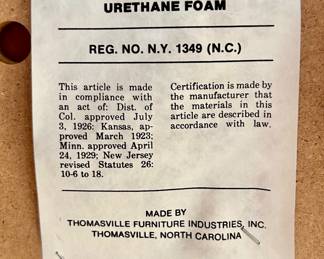 URETHANE FOAM
REG. NO. N.Y. 1349 (N.C.)
This article is made
in compliance with
an act of: Dist. of
Col. approved July
3, 1926: Kansas, ap-
proved March 1923;
Minn. approved April
24, 1929; New Jersey
revised Statutes 26:
10-6 to 18.
Certification is made by
the manufacturer that
the materials in this
article are described in
accordance with law.
MADE BY
THOMASVILLE FURNITURE INDUSTRIES, INC.
THOMASVILLE, NORTH CAROLINA